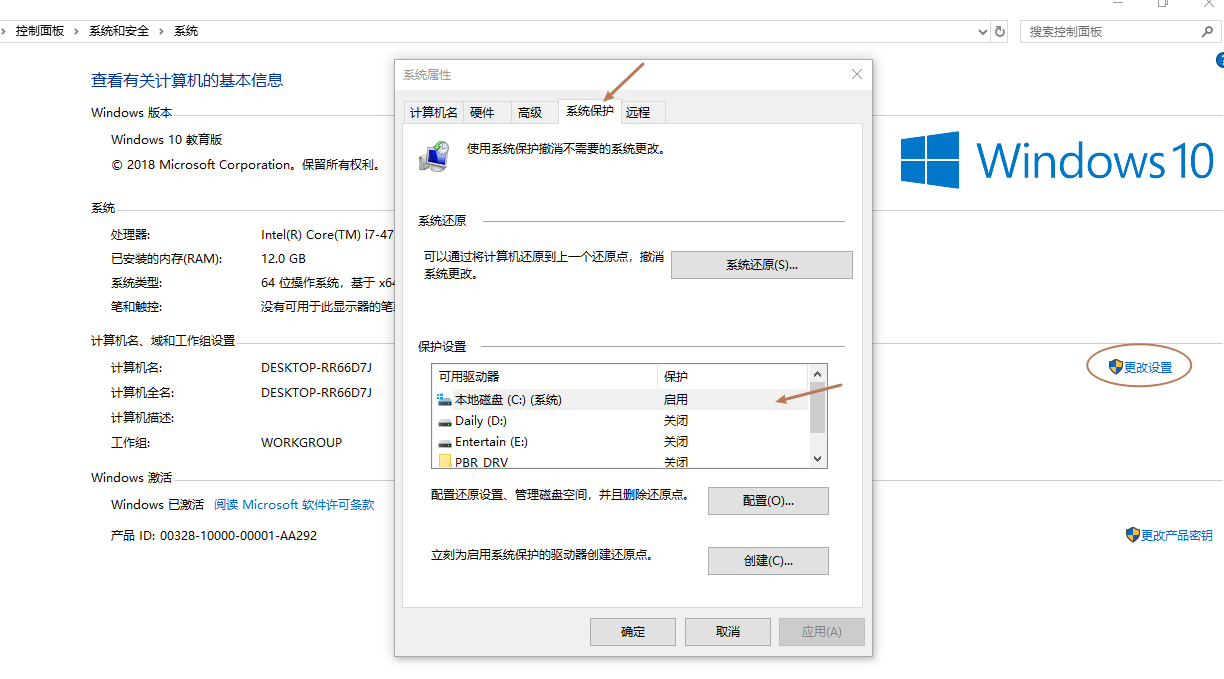 控制面板 > 系统和安全 > 系统
搜索控制面板
查看有关计算机的基本信息
Windows 版本
Windows 10 教育版
© 2018 Microsoft Corporation。保留所有权利。
系统
处理器: Intel(R) Core(TM) i7-47
已安装的内存(RAM): 12.0 GB
系统类型: 64 位操作系统，基于 x64
笔和触控: 没有可用于此显示器的笔
计算机名、域和工作组设置
计算机名: DESKTOP-RR66D7J
计算机全名: DESKTOP-RR66D7J
计算机描述:
工作组: WORKGROUP
Windows 激活
Windows 已激活 阅读 Microsoft 软件许可条款
产品 ID: 00328-10000-00001-AA292
系统属性
计算机名 硬件 高级 系统保护 远程
使用系统保护撤消不需要的系统更改。
系统还原
可以通过将计算机还原到上一个还原点，撤消
系统更改。
系统还原(S)...
保护设置
可用驱动器 保护
本地磁盘 (C:) (系统) 启用
Daily (D:) 关闭
Entertain (E:) 关闭
PBR_DRV 关闭
配置还原设置、管理磁盘空间，并且删除还原点。
配置(O)...
立刻为启用系统保护的驱动器创建还原点。
创建(C)...
确定 取消 应用(A)
Windows 10
更改设置
更改产品密钥